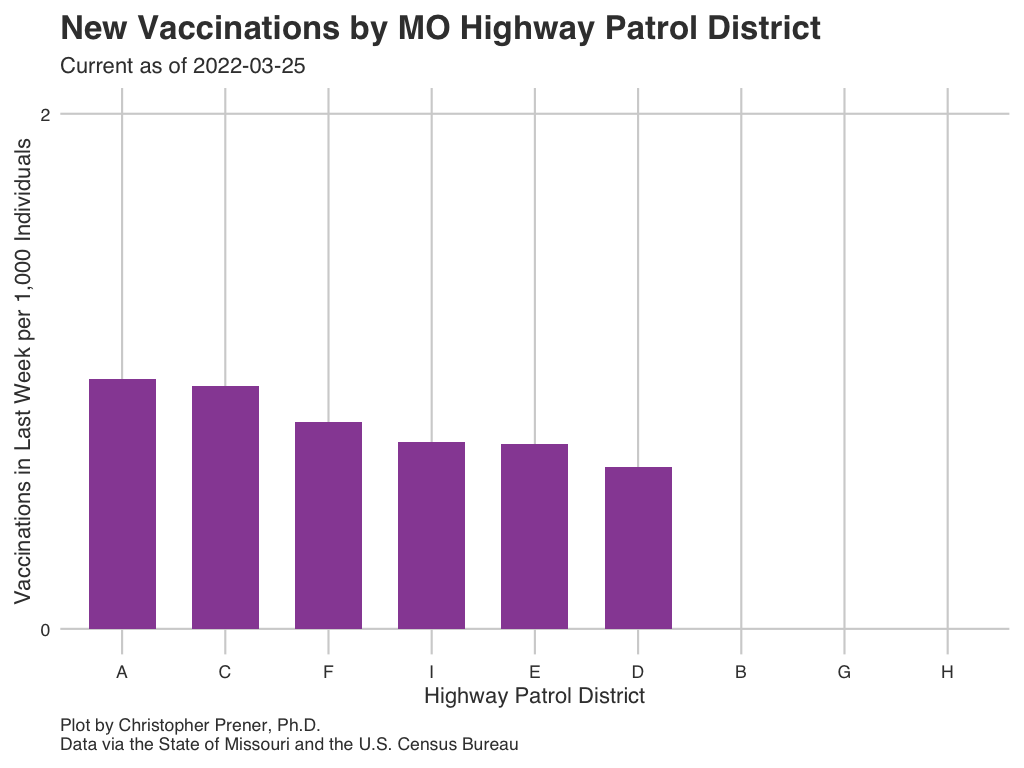 New Vaccinations by MO Highway Patrol District
Current as of 2022-03-25
Vaccinations in Last Week per 1,000 Individuals
2
0
A C F I E D B G H
Highway Patrol District
Plot by Christopher Prener, Ph.D.
Data via the State of Missouri and the U.S. Census Bureau